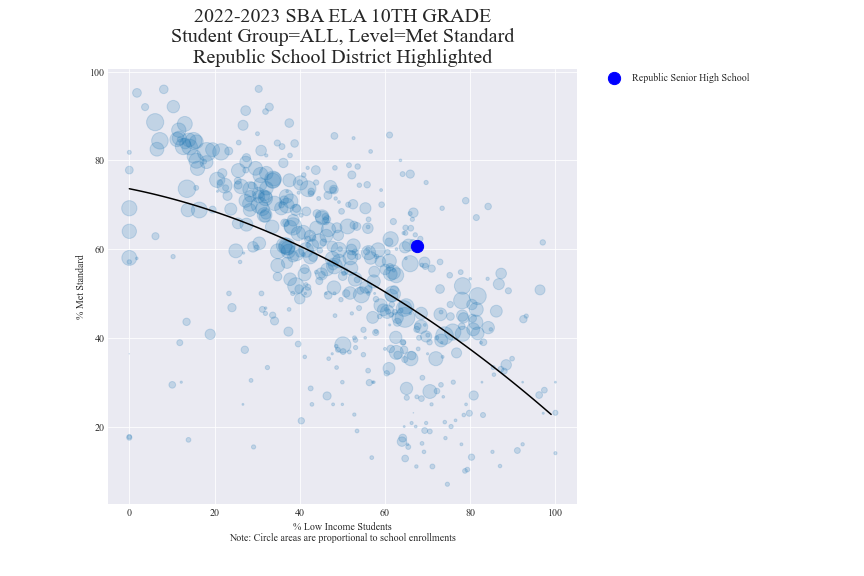 2022-2023 SBA ELA 10TH GRADE
Student Group=ALL, Level=Met Standard
Republic School District Highlighted
Republic Senior High School
% Met Standard
100
80
60
40
20
0
20
40
60
80
100
% Low Income Students
Note: Circle areas are proportional to school enrollments